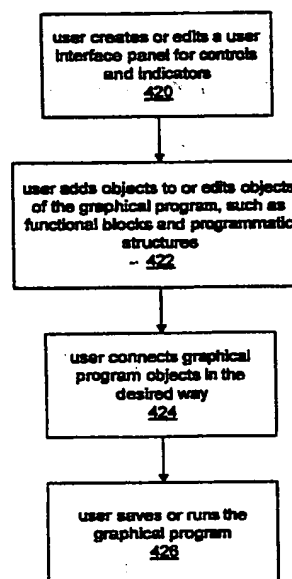 user creates or edits a user
interface panel for controls
and indicators
420
user adds objects to or edits objects
of the graphical program, such as
functional blocks and programmatic
structures
422
user connects graphical
program objects in the
desired way
424
user saves or runs the
graphical program
426